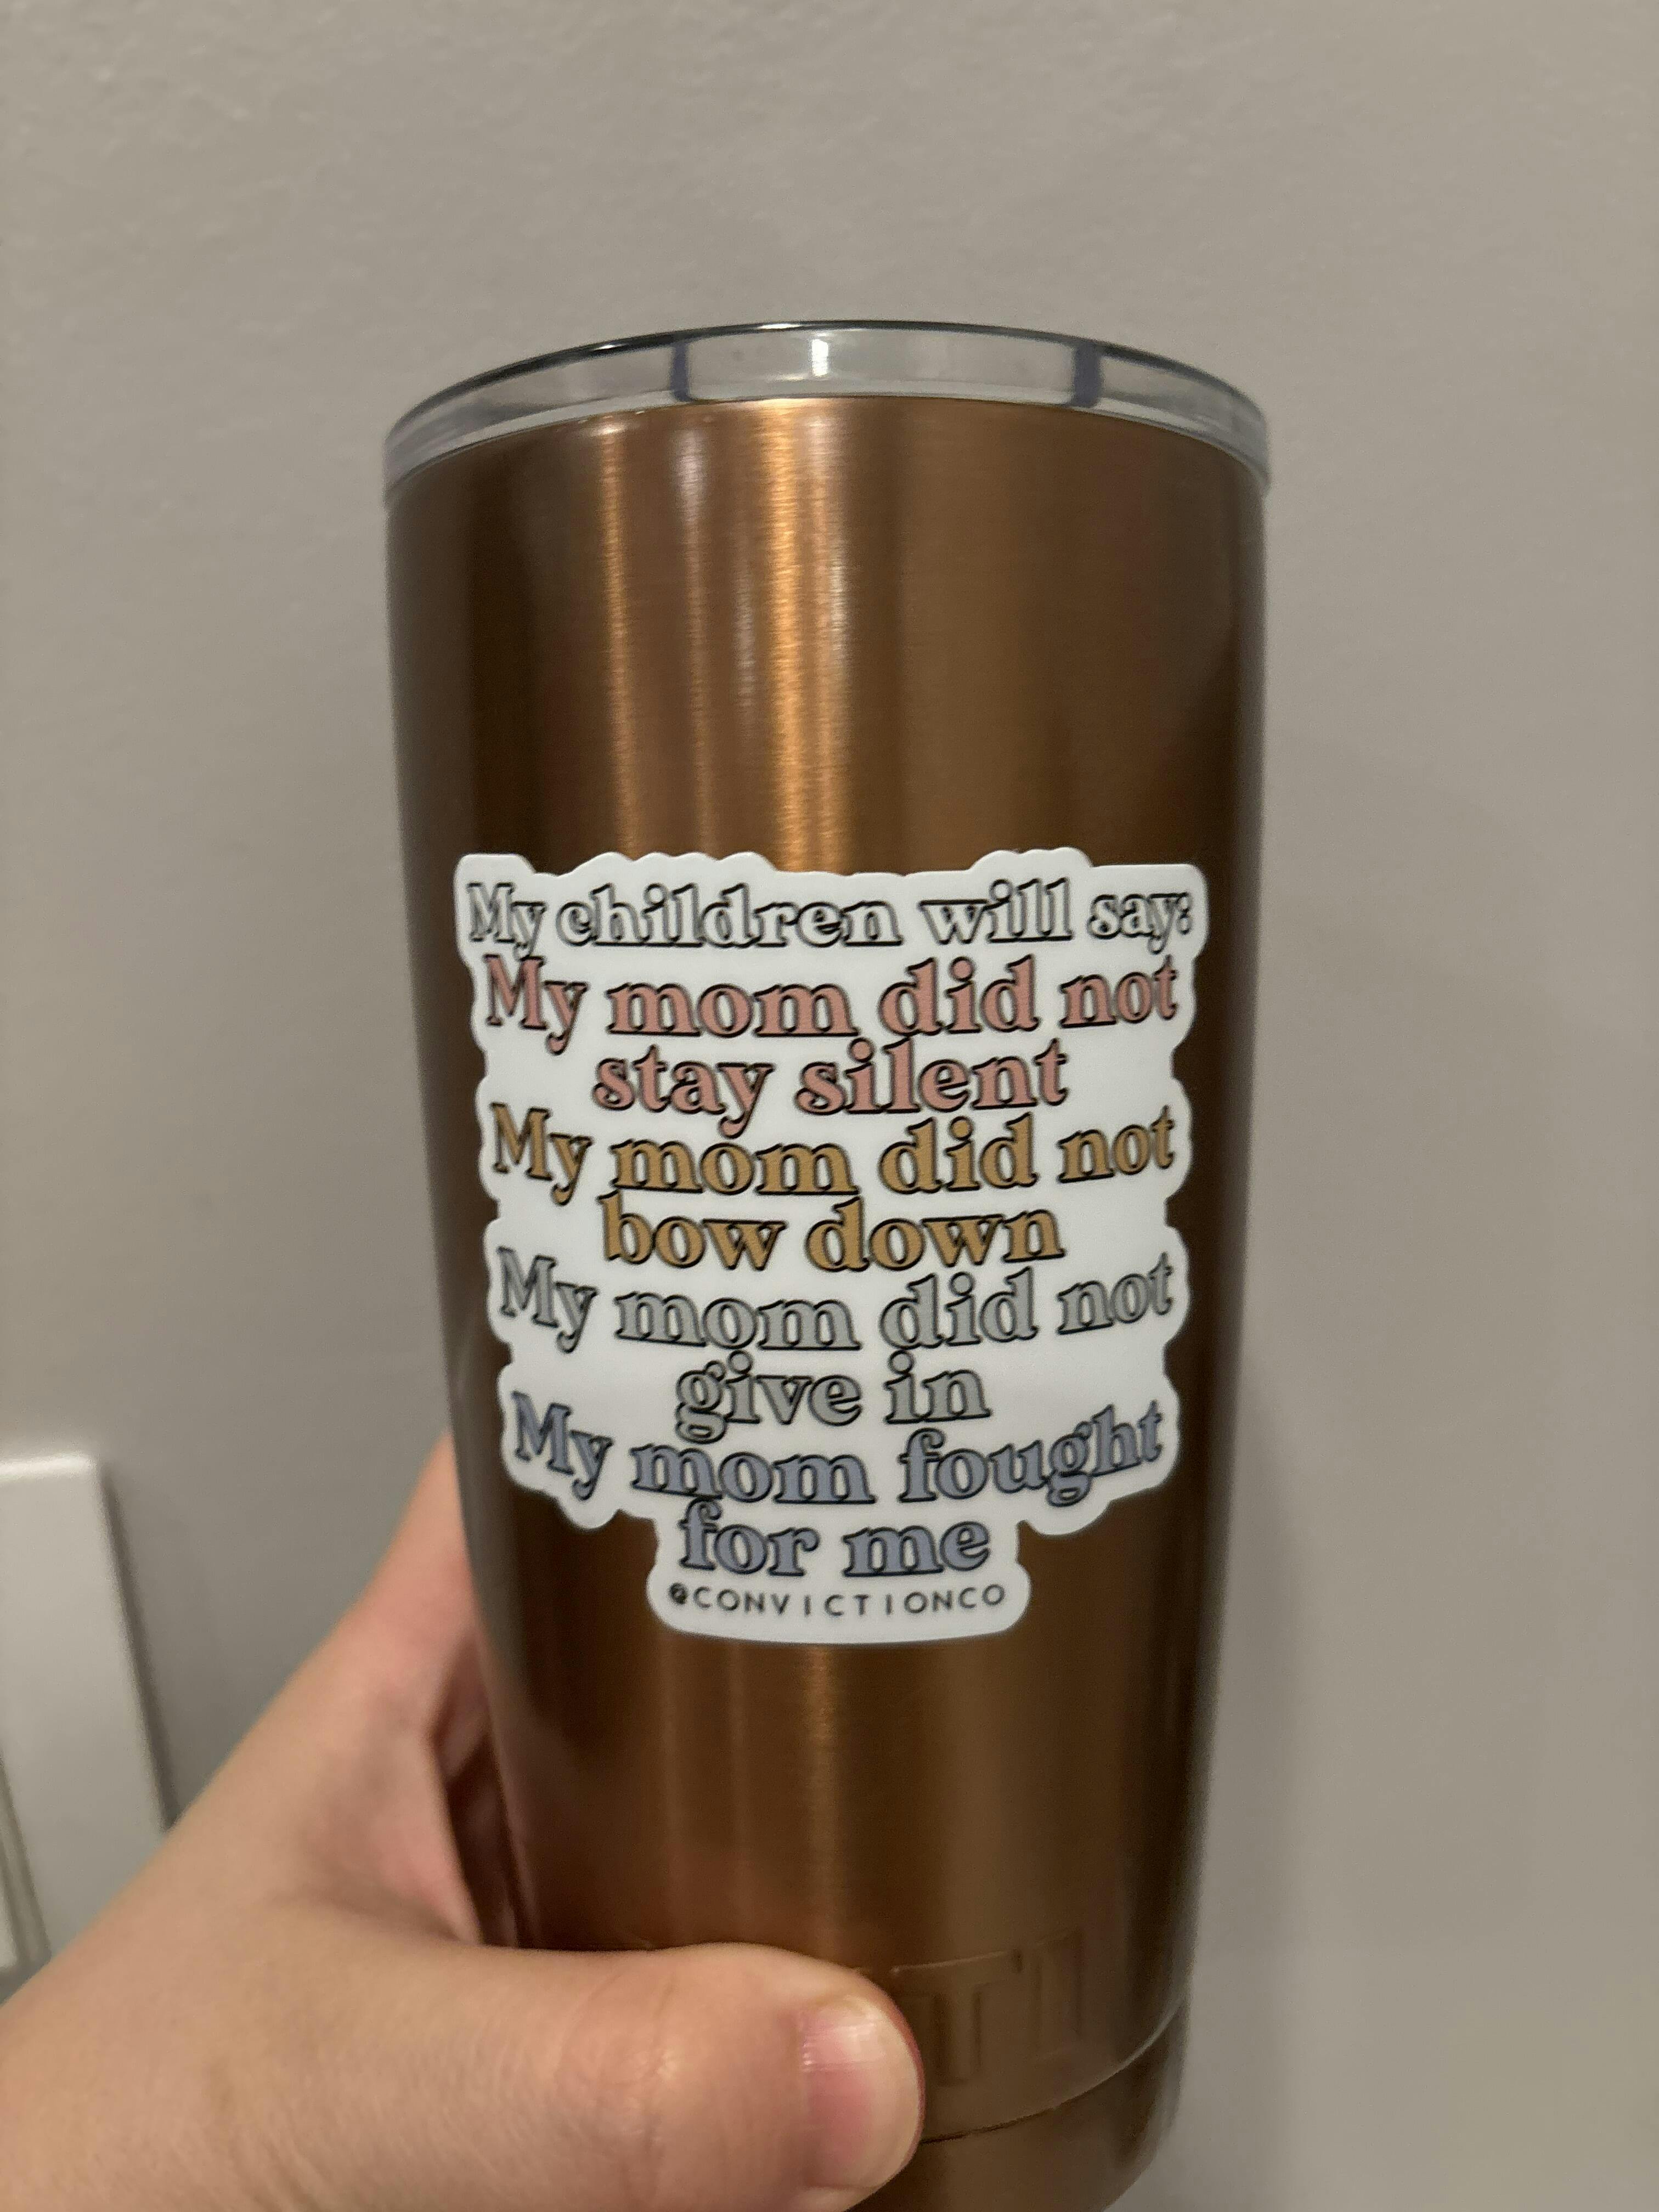 My children will say:
My mom did not
stay silent
My mom did not
bow down
My mom did not
give in
My mom fought
for me
@CONVICTIONCO